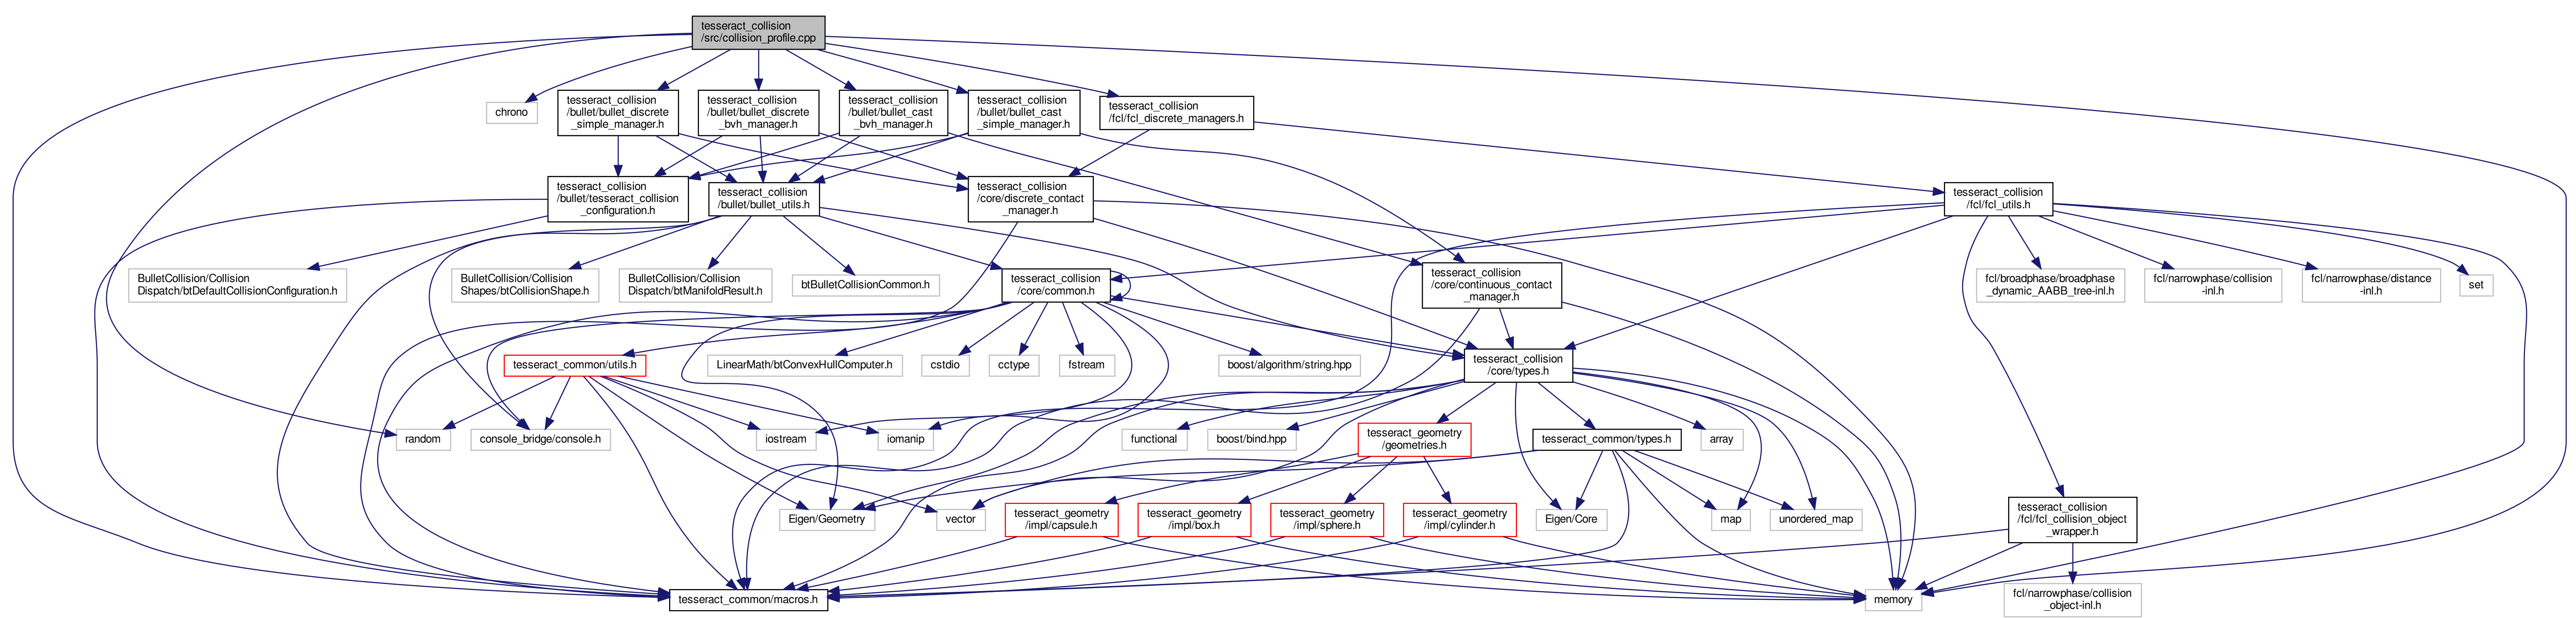 tesseract_collision
/src/collision_profile.cpp
chrono
tesseract_collision
/bullet/bullet_discrete
_simple_manager.h
tesseract_collision
/bullet/bullet_discrete
_bvh_manager.h
tesseract_collision
/bullet/bullet_cast
_bvh_manager.h
tesseract_collision
/bullet/bullet_cast
_simple_manager.h
tesseract_collision
/fcl/fcl_discrete_managers.h
tesseract_collision
/bullet/tesseract_collision
_configuration.h
tesseract_collision
/bullet/bullet_utils.h
tesseract_collision
/core/discrete_contact
_manager.h
tesseract_collision
/fcl/fcl_utils.h
BulletCollision/Collision
Dispatch/btDefaultCollisionConfiguration.h
BulletCollision/Collision
Shapes/btCollisionShape.h
BulletCollision/Collision
Dispatch/btManifoldResult.h
btBulletCollisionCommon.h
tesseract_collision
/core/common.h
tesseract_collision
/core/continuous_contact
_manager.h
fcl/broadphase/broadphase
_dynamic_AABB_tree-inl.h
fcl/narrowphase/collision
-inl.h
fcl/narrowphase/distance
-inl.h
set
tesseract_common/utils.h
LinearMath/btConvexHullComputer.h
cstdio
cctype
fstream
boost/algorithm/string.hpp
tesseract_collision
/core/types.h
random
console_bridge/console.h
iostream
iomanip
functional
boost/bind.hpp
tesseract_geometry
/geometries.h
tesseract_common/types.h
array
Eigen/Geometry
vector
tesseract_geometry
/impl/capsule.h
tesseract_geometry
/impl/box.h
tesseract_geometry
/impl/sphere.h
tesseract_geometry
/impl/cylinder.h
Eigen/Core
map
unordered_map
tesseract_collision
/fcl/fcl_collision_object
_wrapper.h
tesseract_common/macros.h
memory
fcl/narrowphase/collision
_object-inl.h